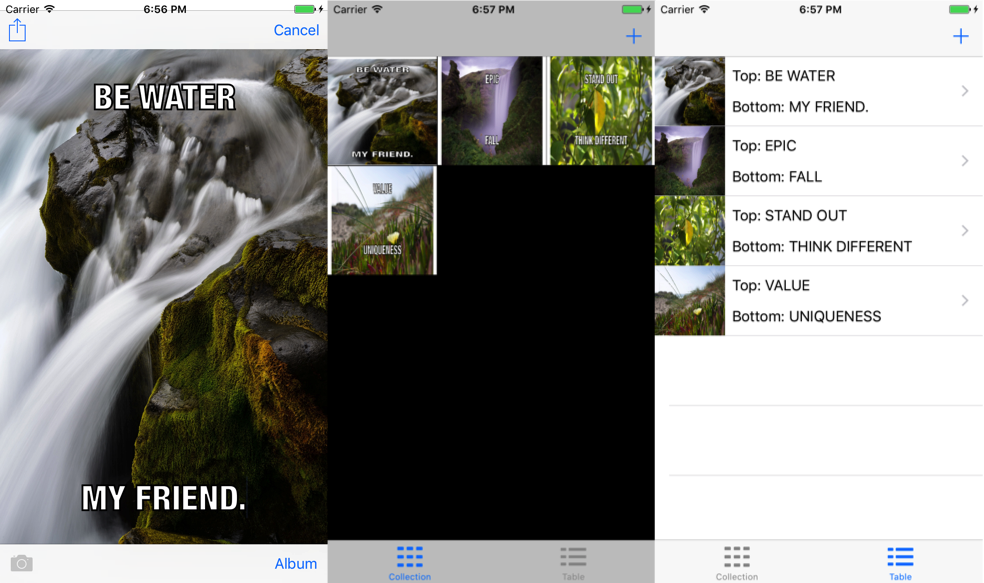 Carrier 6:56 PM
Cancel
BE WATER
MY FRIEND.
Album
Carrier 6:57 PM
BE WATER
MY FRIEND.
EPIC
FALL
STAND OUT
THINK DIFFERENT
VALUE
UNIQUENESS
Collection Table
Carrier 6:57 PM
Top: BE WATER
Bottom: MY FRIEND.
Top: EPIC
Bottom: FALL
Top: STAND OUT
Bottom: THINK DIFFERENT
Top: VALUE
Bottom: UNIQUENESS
Collection Table